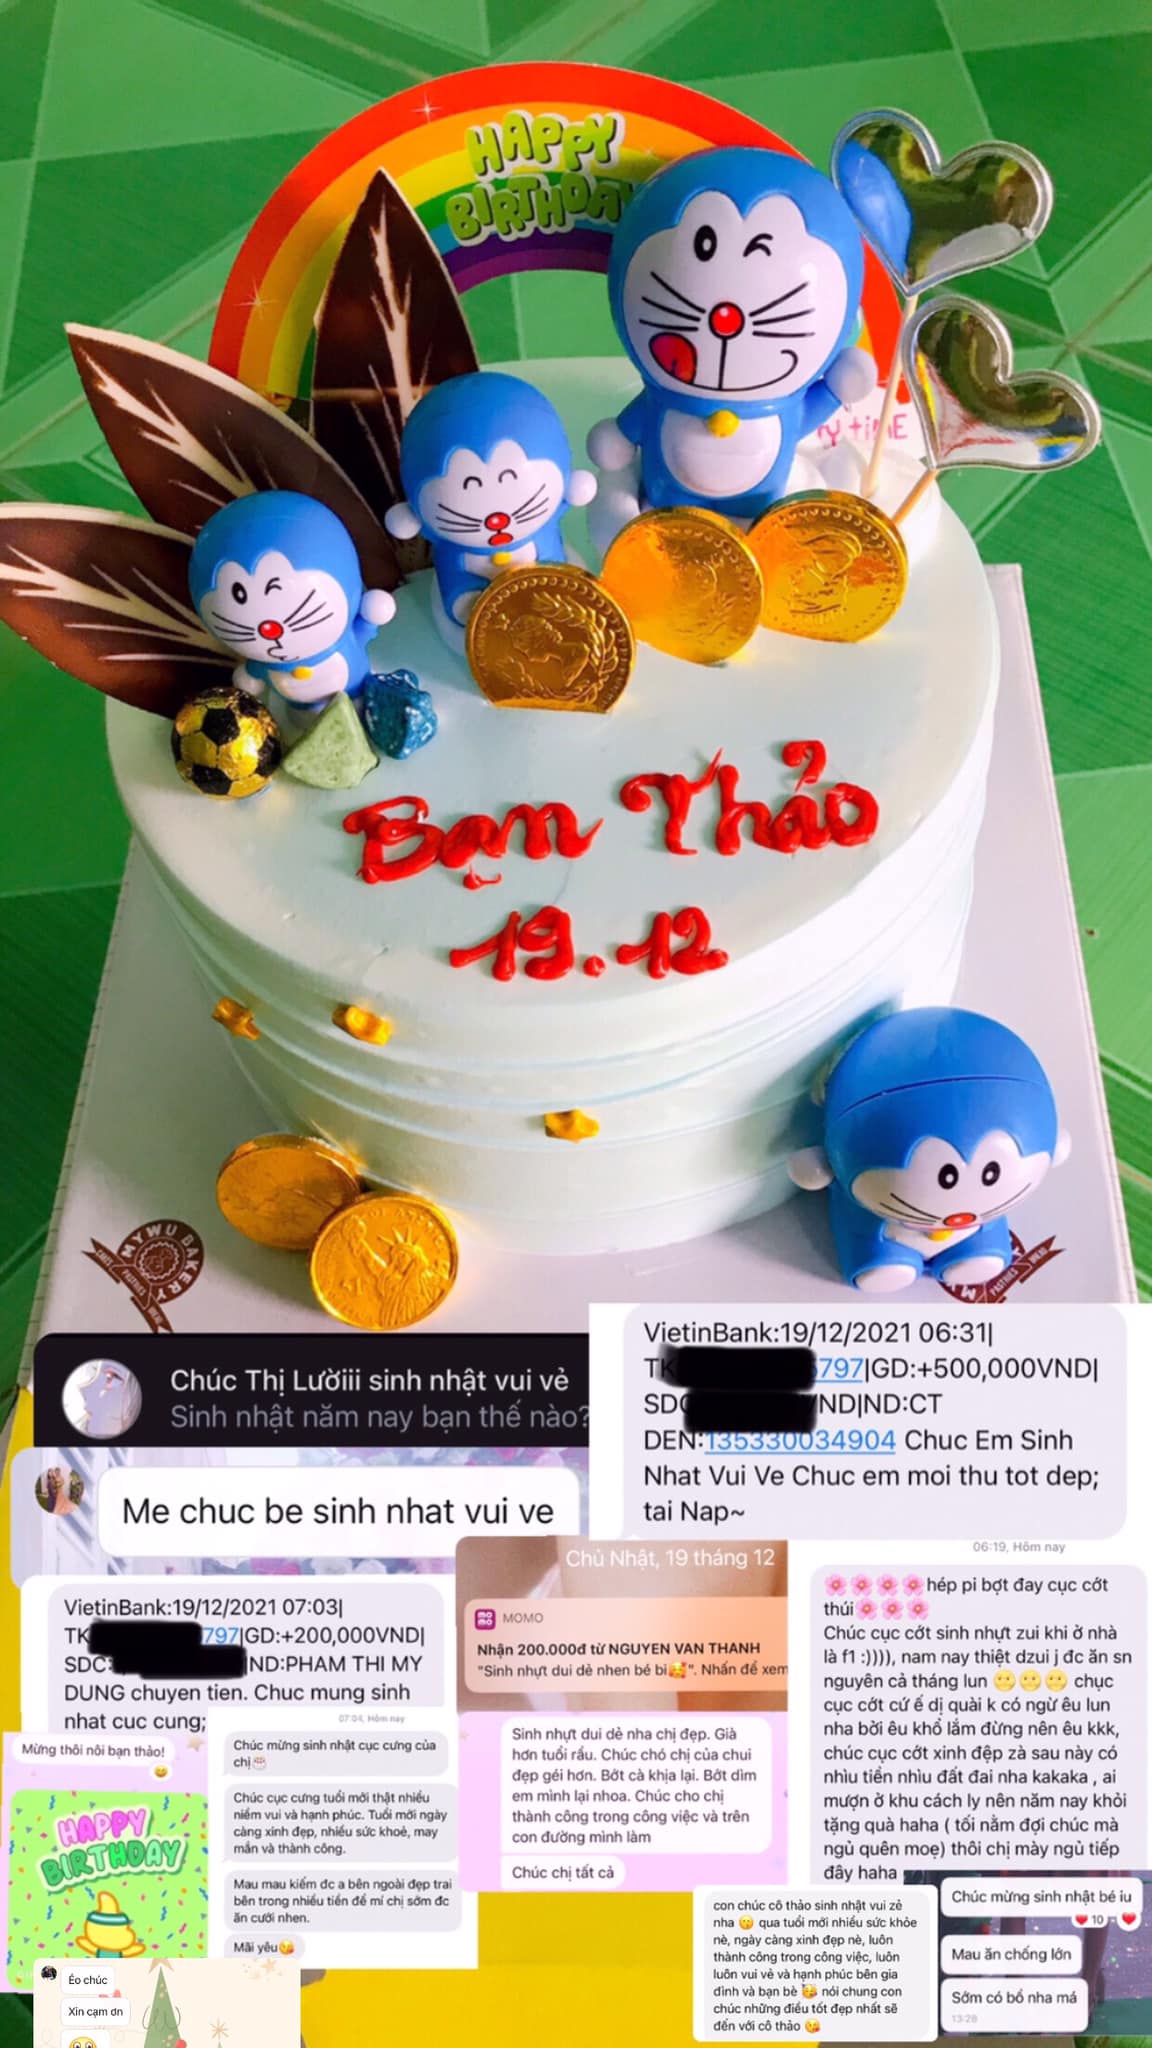 HAPPY
BIRTHDAY
Bạn Thảo
19.12
MYWU BAKERY
Chúc Thị Lườiii sinh nhật vui vẻ
Sinh nhật năm nay bạn thế nào?
VietinBank:19/12/2021 06:31|
TK 797|GD:+500,000VND|
VND|ND:CT
DEN:135330034904 Chuc Em Sinh
Nhat Vui Ve Chuc em moi thu tot dep;
tai Nap~
Me chuc be sinh nhat vui ve
VietinBank:19/12/2021 07:03|
TK 797|GD:+200,000VND|
SDC: |ND:PHAM THI MY
DUNG chuyen tien. Chuc mung sinh
nhat cuc cung;
Chủ Nhật, 19 tháng 12
MOMO
Nhận 200.000đ từ NGUYEN VAN THANH
"Sinh nhựt dui dẻ nhen bé bi🥰". Nhấn để xem
06:19, Hôm nay
🌸🌸🌸🌸hép pi bợt đay cục cớt
thúi🌸🌸🌸
Chúc cục cớt sinh nhựt zui khi ở nhà
là f1 :)))), nam nay thiệt dzui j đc ăn sn
nguyên cả tháng lun 🌝🌝🌝 chục
cục cớt cứ ế dị quài k có ngừ êu lun
nha bởi êu khổ lắm đừng nên êu kkk,
chúc cục cớt xinh đệp zà sau này có
nhìu tiền nhìu đất đai nha kakaka , ai
mượn ở khu cách ly nên năm nay khỏi
tặng quà haha ( tối nằm đợi chúc mà
ngủ quên moẹ) thôi chị mày ngủ tiếp
đây haha
Mừng thôi nôi bạn thảo!
HAPPY
BIRTHDAY
07:04, Hôm nay
Chúc mừng sinh nhật cục cưng của
chị🎂
Chúc cục cưng tuổi mới thật nhiều
niềm vui và hạnh phúc. Tuổi mới ngày
càng xinh đẹp, nhiều sức khoẻ, may
mắn và thành công.
Mau mau kiếm đc a bên ngoài đẹp trai
bên trong nhiều tiền để mí chị sớm đc
ăn cưới nhen.
Mãi yêu😘
Sinh nhựt dui dẻ nha chị đẹp. Già
hơn tuổi rấu. Chúc chó chị của chui
đẹp géi hơn. Bớt cà khịa lại. Bớt dìm
em mình lại nhoa. Chúc cho chị
thành công trong công việc và trên
con đường mình làm
Chúc chị tất cả
con chúc cô thảo sinh nhật vui zẻ
nha 😙 qua tuổi mới nhiều sức khỏe
nè, ngày càng xinh đẹp nè, luôn
thành công trong công việc, luôn
luôn vui vẻ và hạnh phúc bên gia
đình và bạn bè 🥰 nói chung con
chúc những điều tốt đẹp nhất sẽ
đến với cô thảo 😘
Chúc mừng sinh nhật bé iu
❤️ 10
Mau ăn chống lớn
Sớm có bồ nha má
13:28
Éo chúc
Xin cạm ơn